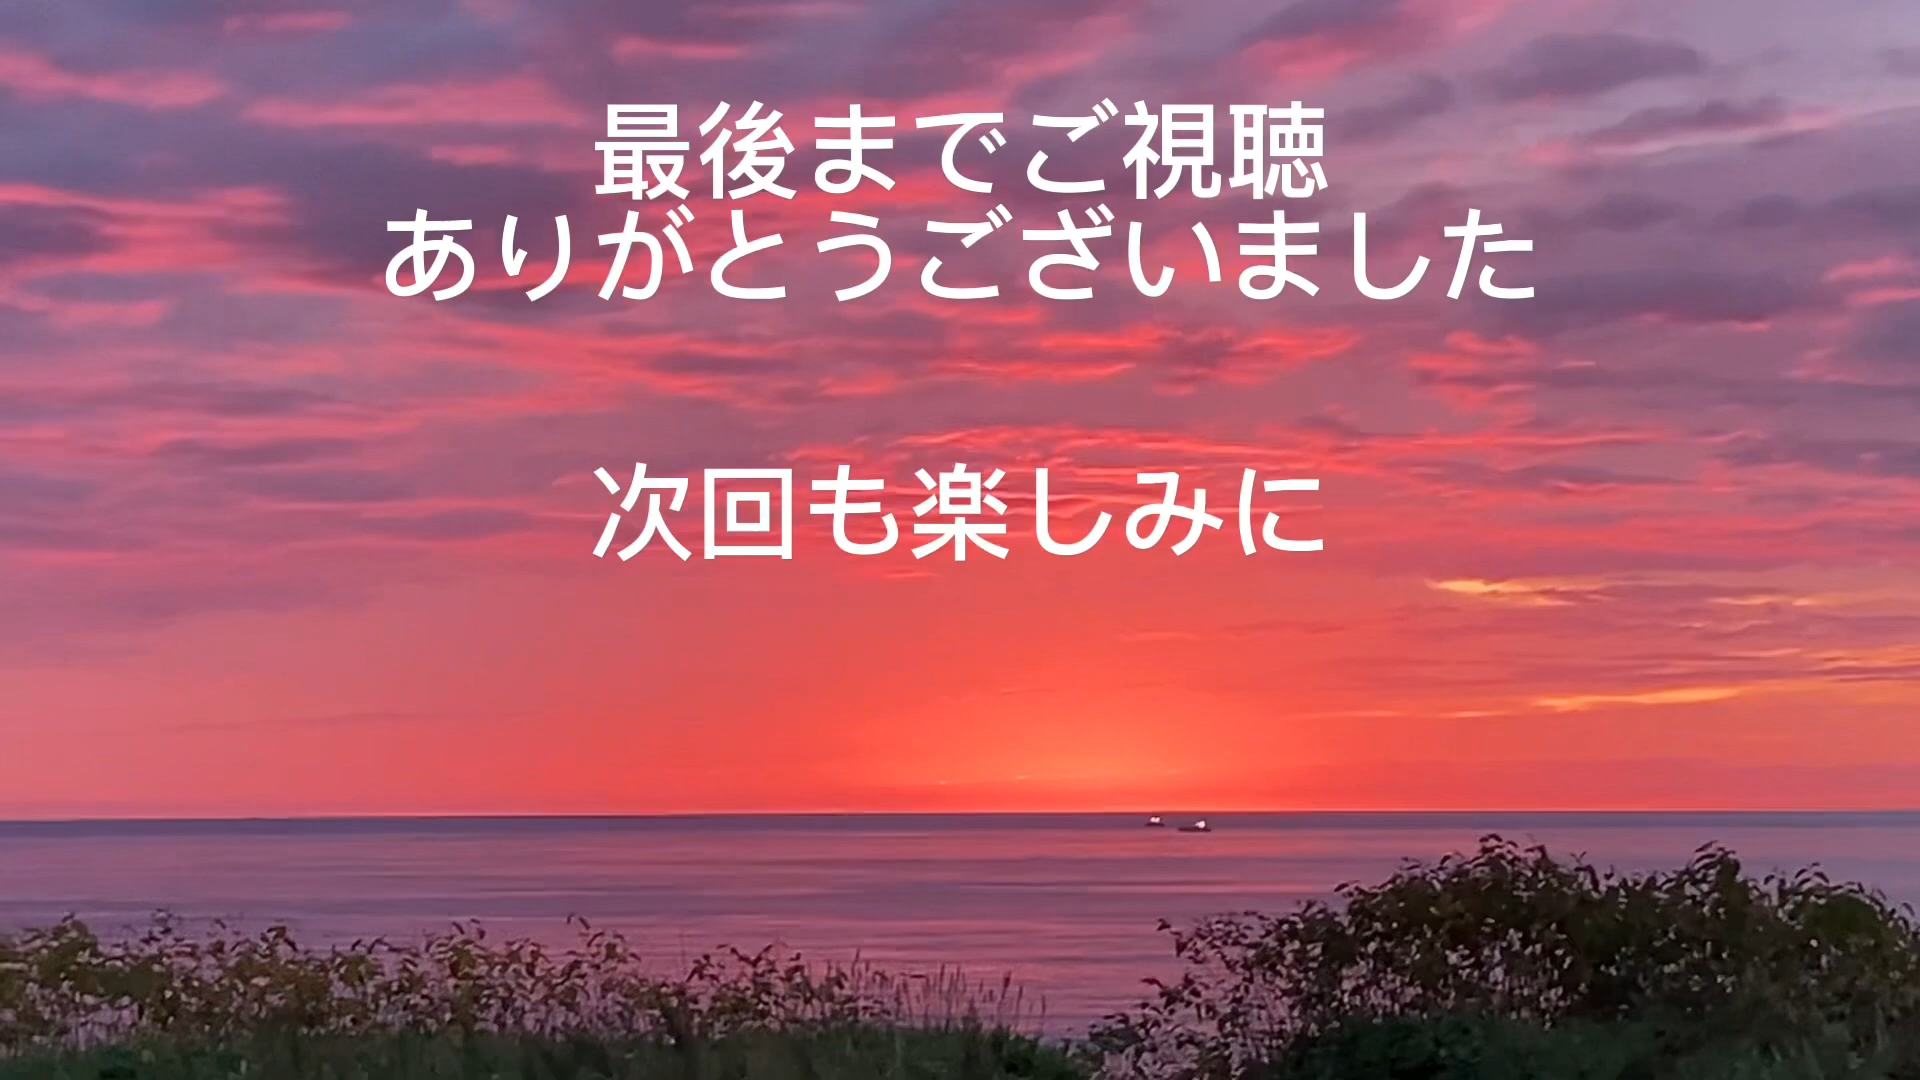 最後までご視聴
ありがとうございました
次回も楽しみに